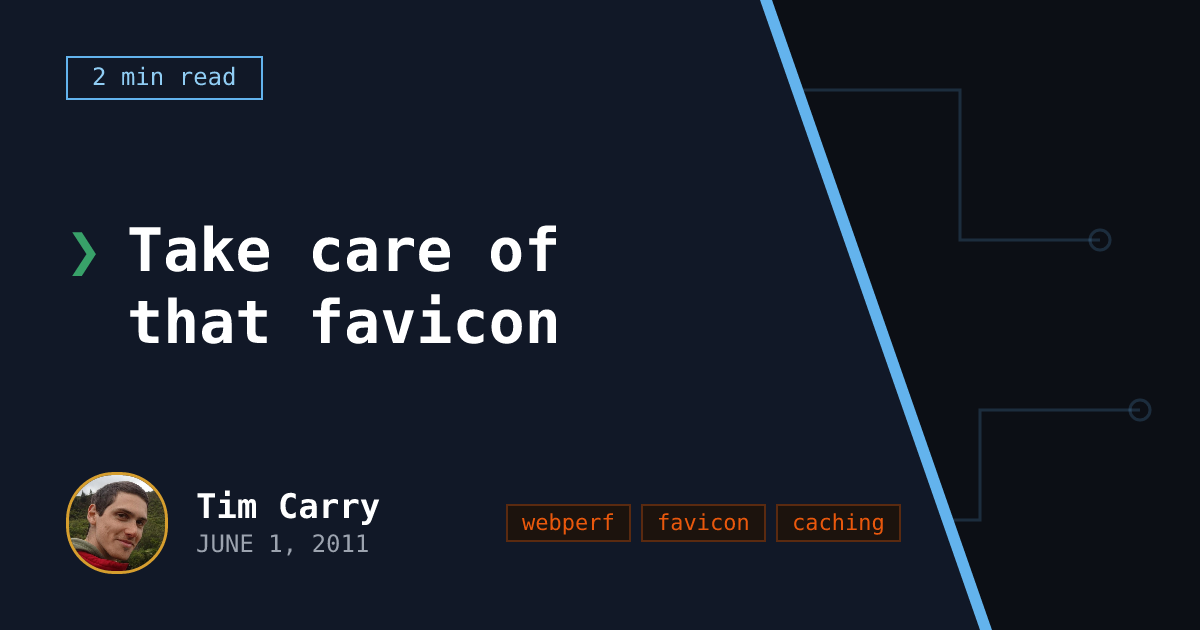 2 min read
❯ Take care of
that favicon
Tim Carry
JUNE 1, 2011
webperf favicon caching